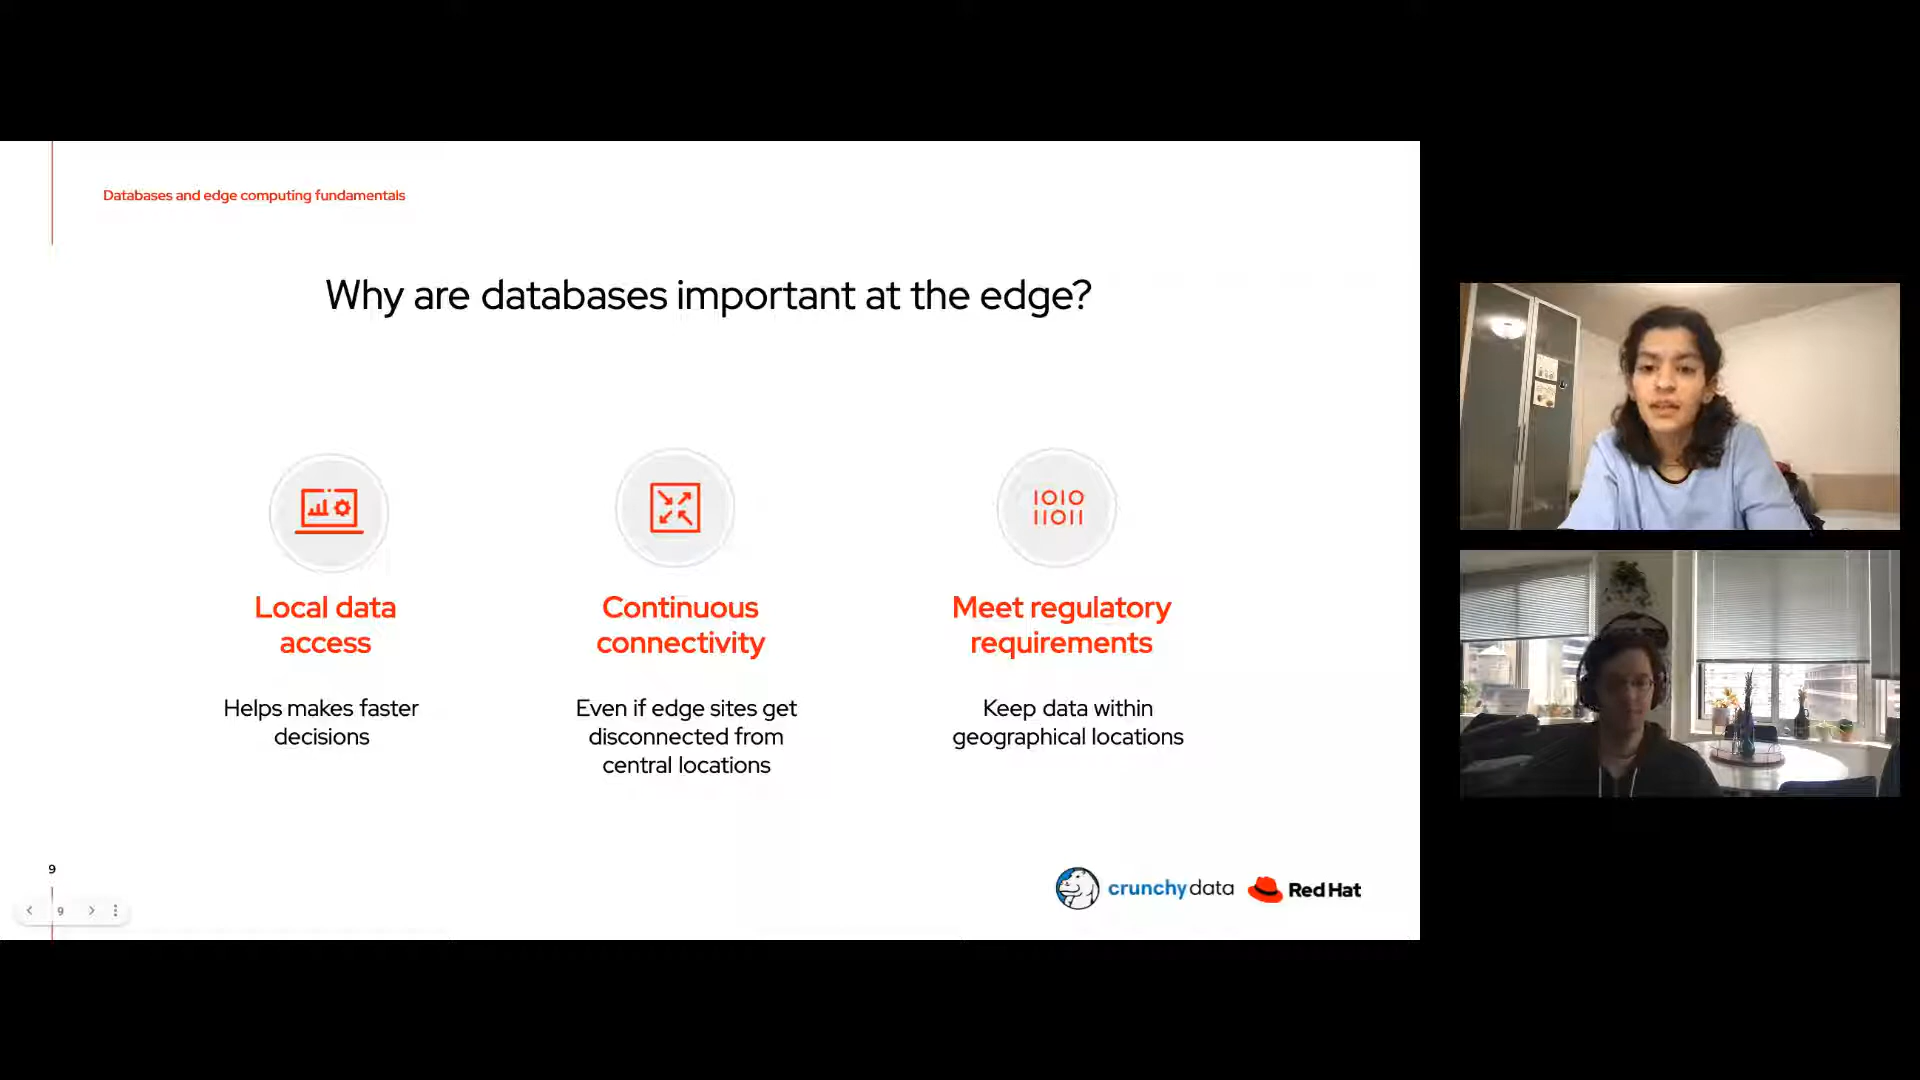 Databases and edge computing fundamentals
Why are databases important at the edge?
1010
11011
Local data
access
Helps makes faster
decisions
Continuous
connectivity
Even if edge sites get
disconnected from
central locations
Meet regulatory
requirements
Keep data within
geographical locations
9
9
crunchydata
Red Hat